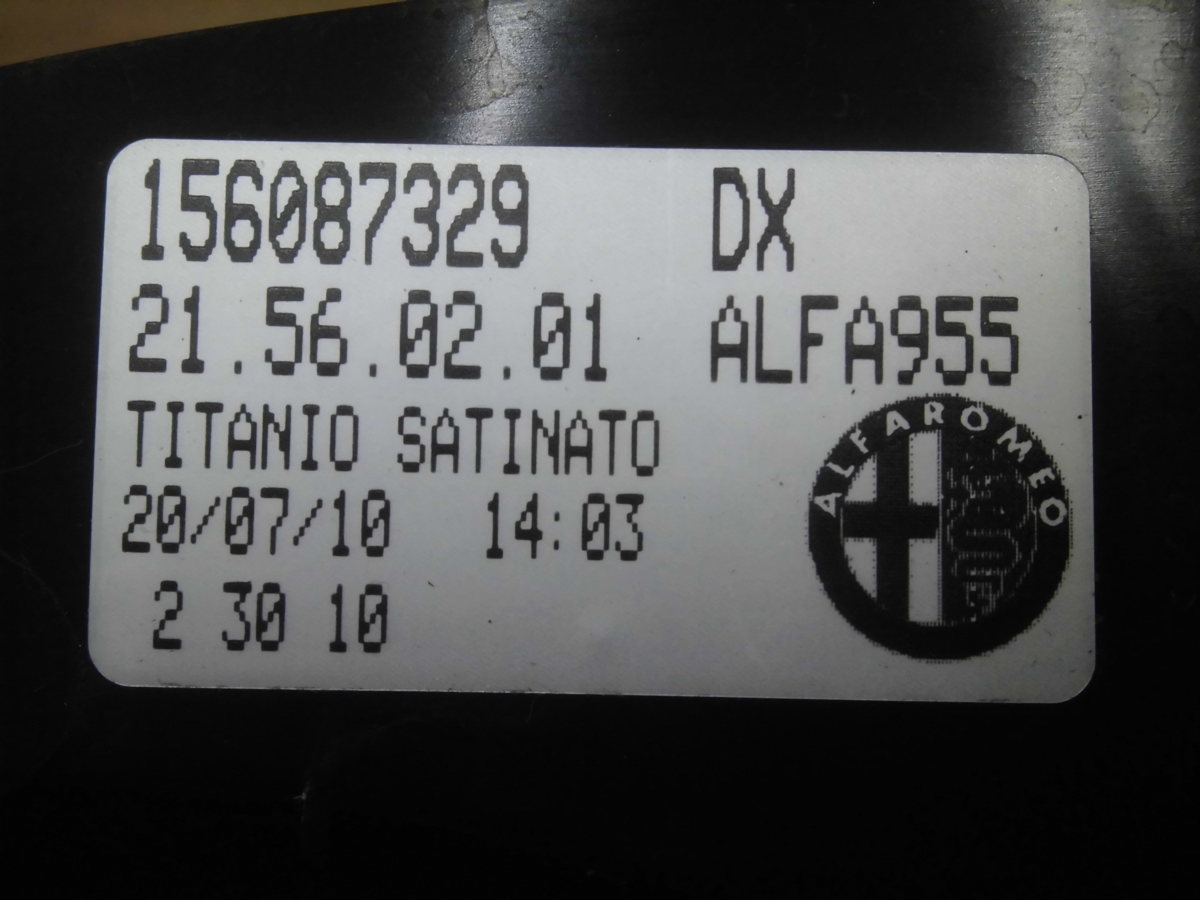 156087329 DX
21.56.02.01 ALFA955
TITANIO SATINATO
20/07/10 14:03
2 30 10
ALFA ROMEO